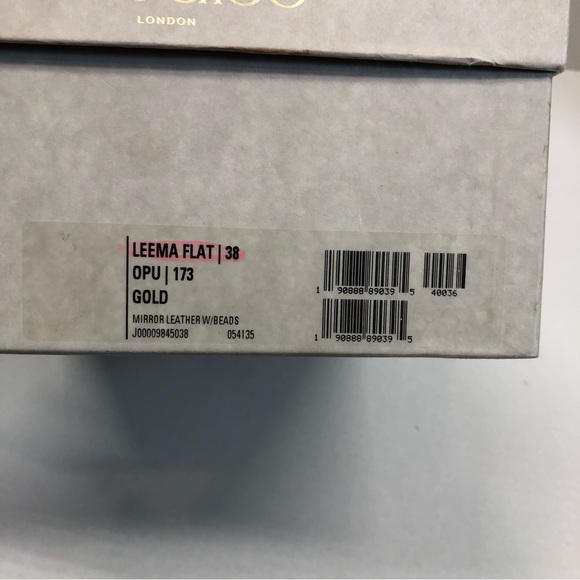 LONDON
LEEMA FLAT | 38
OPU | 173
GOLD
MIRROR LEATHER W/BEADS
J00009845038 054135
1 90888 89039 5
40036
1 90888 89039 5